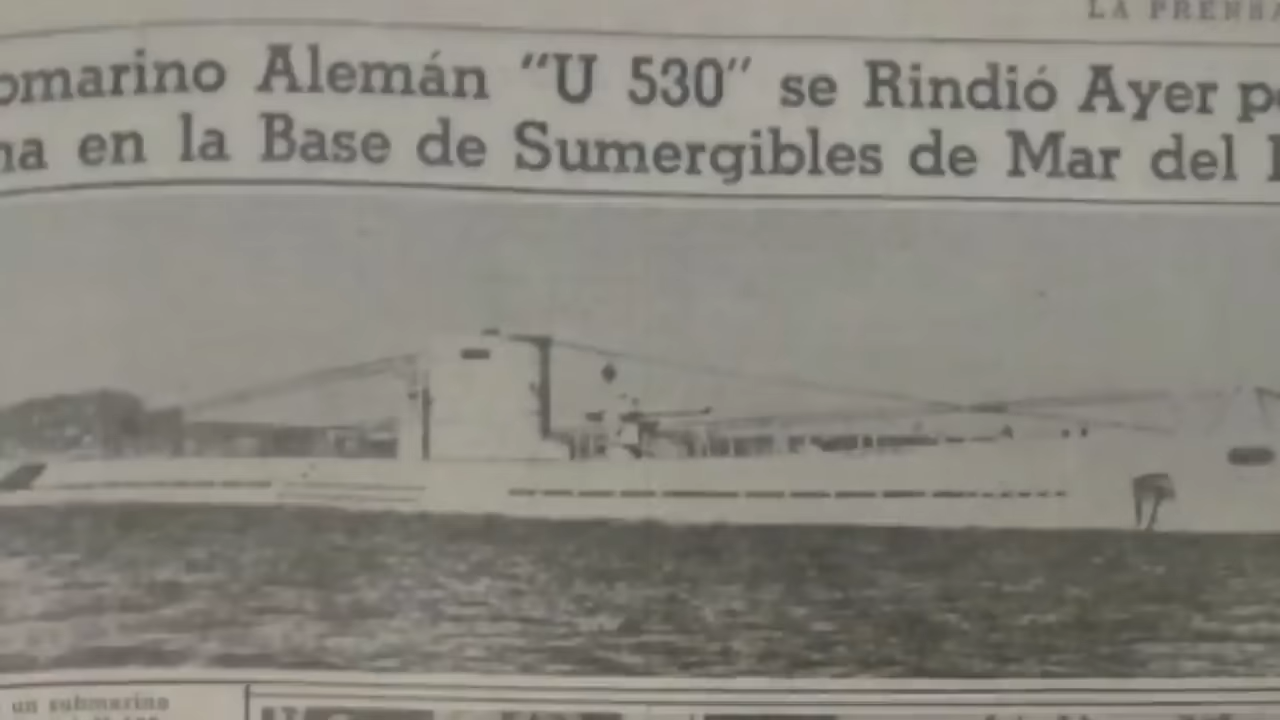 LA PRENSA
omarino Alemán "U 530" se Rindió Ayer p
na en la Base de Sumergibles de Mar del
un submarino